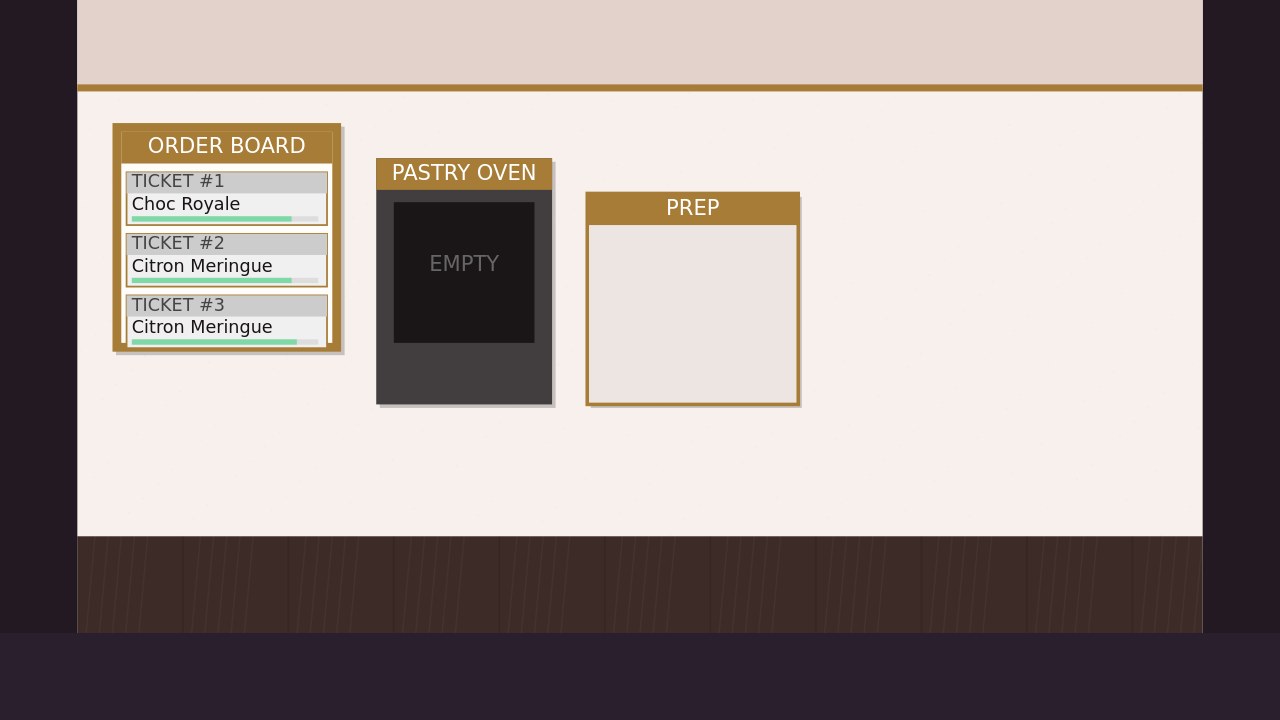 ORDER BOARD
TICKET #1
Choc Royale
TICKET #2
Citron Meringue
TICKET #3
Citron Meringue
PASTRY OVEN
EMPTY
PREP